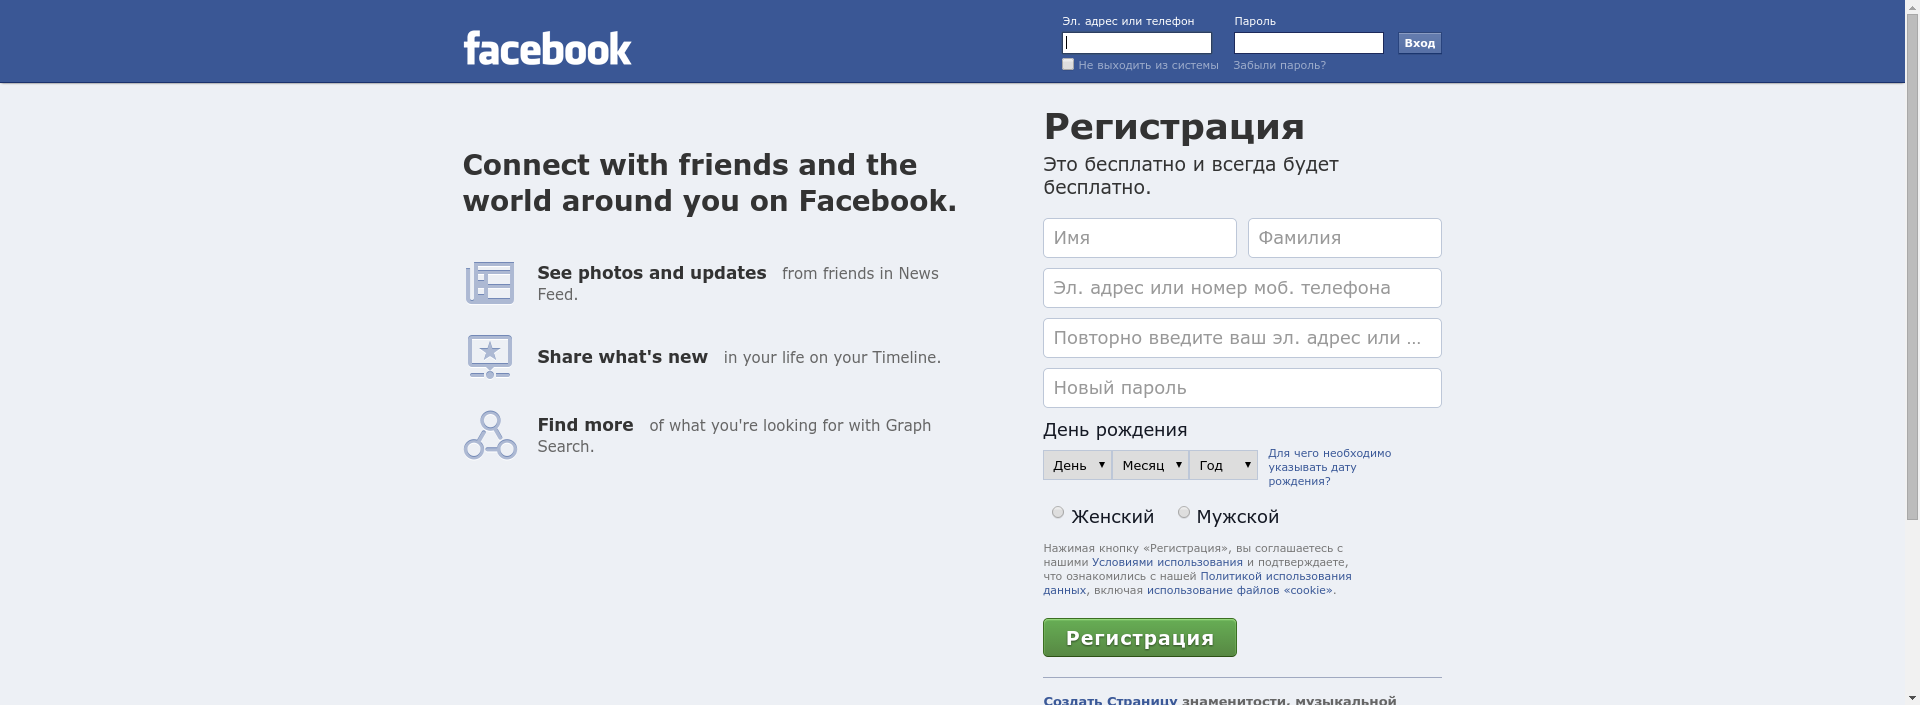 facebook
Эл. адрес или телефон
Пароль
Вход
Не выходить из системы
Забыли пароль?
Connect with friends and the
world around you on Facebook.
See photos and updates from friends in News
Feed.
Share what's new in your life on your Timeline.
Find more of what you're looking for with Graph
Search.
Регистрация
Это бесплатно и всегда будет
бесплатно.
Имя
Фамилия
Эл. адрес или номер моб. телефона
Повторно введите ваш эл. адрес или ...
Новый пароль
День рождения
День
Месяц
Год
Для чего необходимо
указывать дату
рождения?
Женский
Мужской
Нажимая кнопку «Регистрация», вы соглашаетесь с
нашими Условиями использования и подтверждаете,
что ознакомились с нашей Политикой использования
данных, включая использование файлов «cookie».
Регистрация
Создать Страницу знаменитости, музыкальной